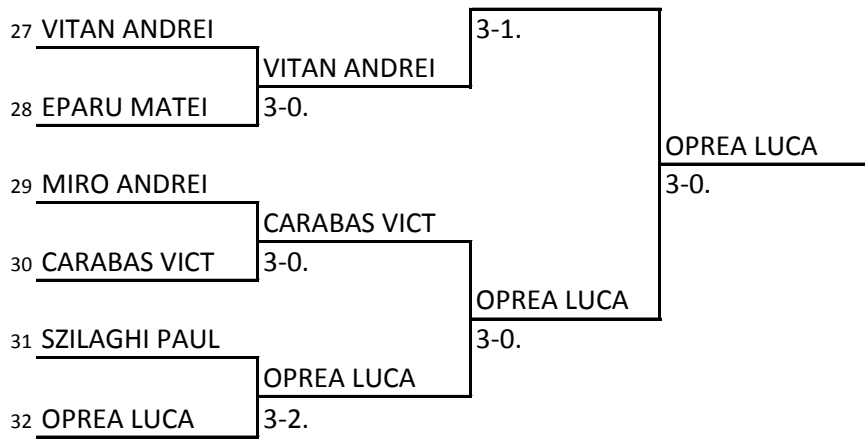 27 VITAN ANDREI
3-1.
VITAN ANDREI
28 EPARU MATEI
3-0.
OPREA LUCA
29 MIRO ANDREI
3-0.
CARABAS VICT
30 CARABAS VICT
3-0.
OPREA LUCA
31 SZILAGHI PAUL
3-0.
OPREA LUCA
32 OPREA LUCA
3-2.